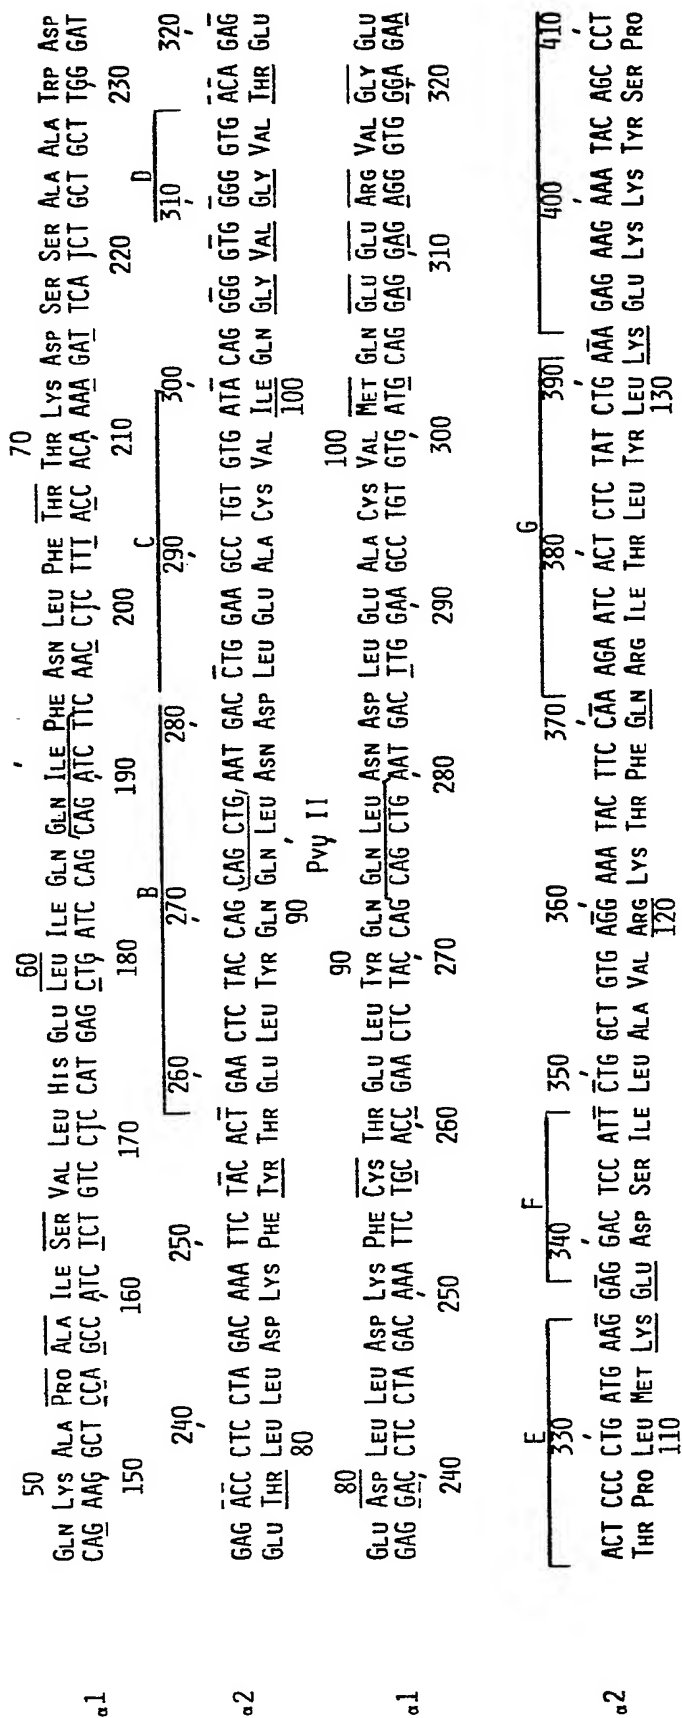 50 60 70
α1 GLN LYS ALA PRO ALA ILE SER VAL LEU HIS GLU LEU ILE GLN GLN ILE PHE ASN LEU PHE THR THR LYS ASP SER SER ALA ALA TRP ASP
CAG AAG GCT CCA GCC ATC TCT GTC CTC CAT GAG CTG ATC CAG CAG ATC TTC AAC CTC TTT ACC ACA AAA GAT TCA TCT GCT GCT TGG GAT
150 160 170 180 190 200 210 220 230
B C D
240 250 260 270 280 290 300 310 320
α2 GAG ACC CTC CTA GAC AAA TTC TAC ACT GAA CTC TAC CAG CAG CTG AAT GAC CTG GAA GCC TGT GTG ATA CAG GGG GTG GGG GTG ACA GAG
GLU THR LEU LEU ASP LYS PHE TYR THR GLU LEU TYR GLN GLN LEU ASN ASP LEU GLU ALA CYS VAL ILE GLN GLY VAL GLY VAL THR GLU
80 90 100
Pvu II
80 90 100
α1 GLU ASP LEU LEU ASP LYS PHE CYS THR GLU LEU TYR GLN GLN LEU ASN ASP LEU GLU ALA CYS VAL MET GLN GLU GLU ARG VAL GLY GLU
GAG GAC CTC CTA GAC AAA TTC TGC ACC GAA CTC TAC CAG CAG CTG AAT GAC TTG GAA GCC TGT GTG ATG CAG GAG GAG AGG GTG GGA GAA
240 250 260 270 280 290 300 310 320
E F G
330 340 350 360 370 380 390 400 410
α2 ACT CCC CTG ATG AAG GAG GAC TCC ATT CTG GCT GTG AGG AAA TAC TTC CAA AGA ATC ACT CTC TAT CTG AAA GAG AAG AAA TAC AGC CCT
THR PRO LEU MET LYS GLU ASP SER ILE LEU ALA VAL ARG LYS THR PHE GLN ARG ILE THR LEU TYR LEU LYS GLU LYS LYS TYR SER PRO
110 120 130